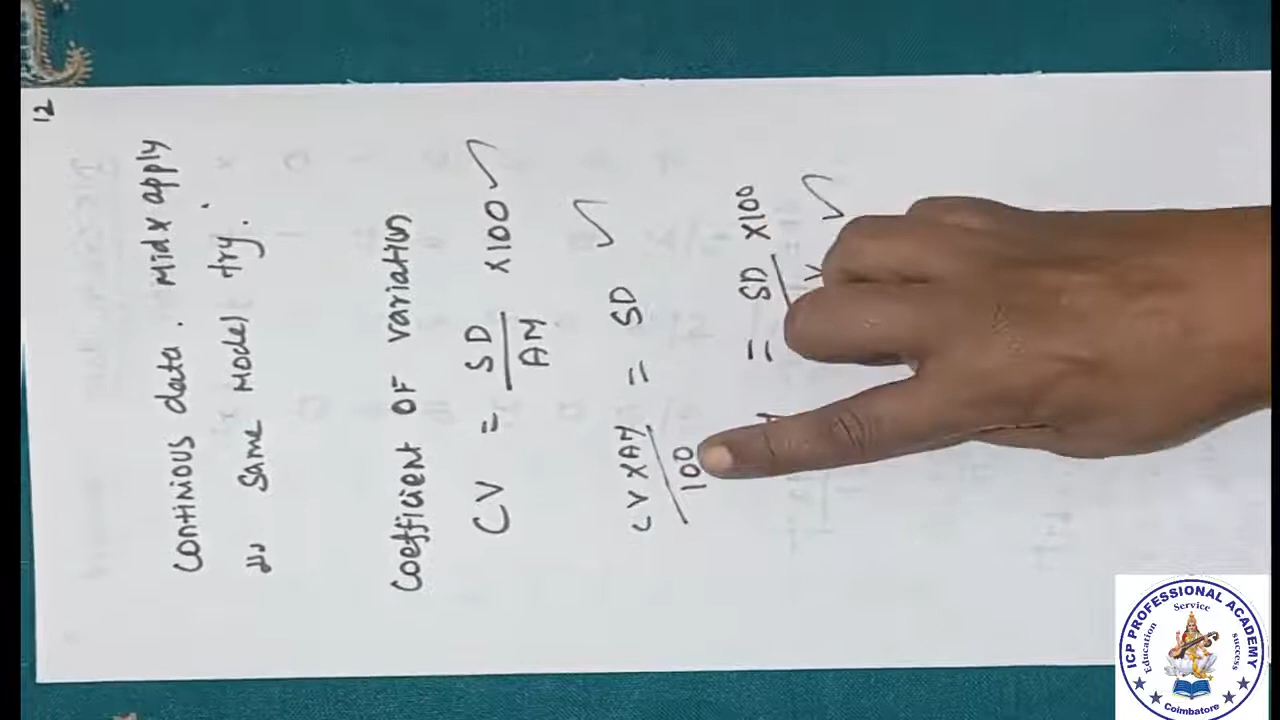 12
continious data. Mid x apply
same model try.
Coefficient OF variation
CV = SD/AM x100 ✓
CV x AM/100 = SD ✓
= SD/ V x100 ✓
ICP PROFESSIONAL ACADEMY
Service
Education
success
Coimbatore